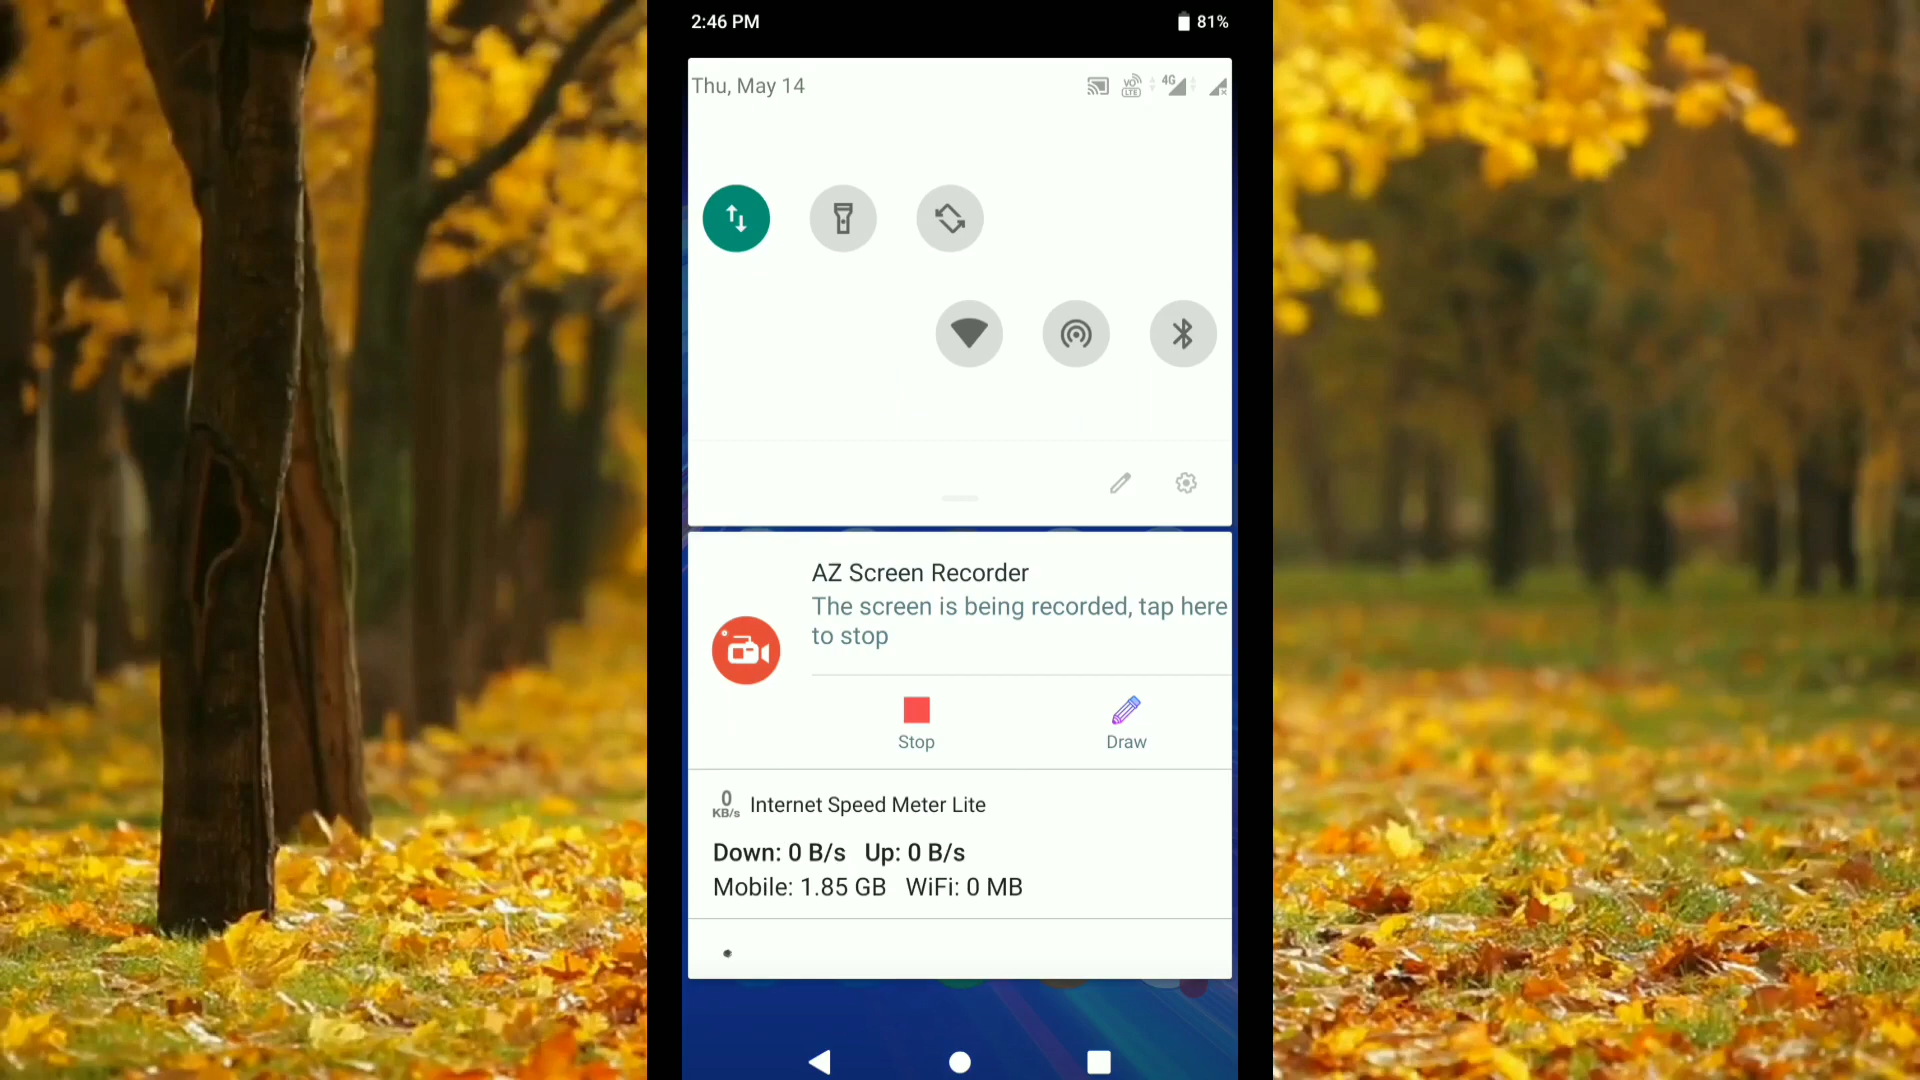 2:46 PM
81%
Thu, May 14
VO
LTE
4G
AZ Screen Recorder
The screen is being recorded, tap here
to stop
Stop
Draw
0
KB/s
Internet Speed Meter Lite
Down: 0 B/s Up: 0 B/s
Mobile: 1.85 GB WiFi: 0 MB